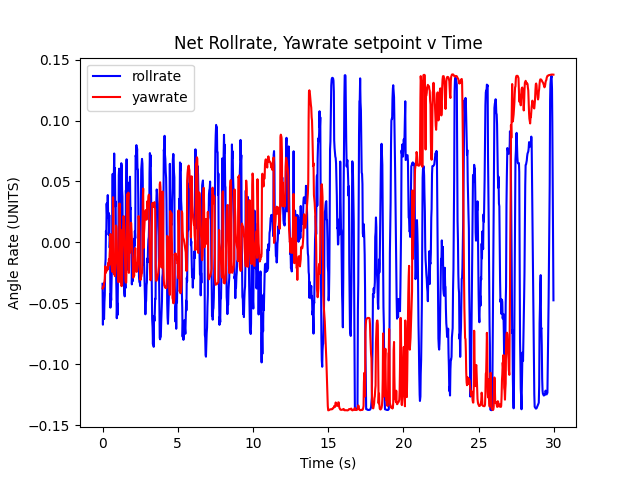 Net Rollrate, Yawrate setpoint v Time
rollrate
yawrate
Angle Rate (UNITS)
0.15
0.10
0.05
0.00
−0.05
−0.10
−0.15
0 5 10 15 20 25 30
Time (s)